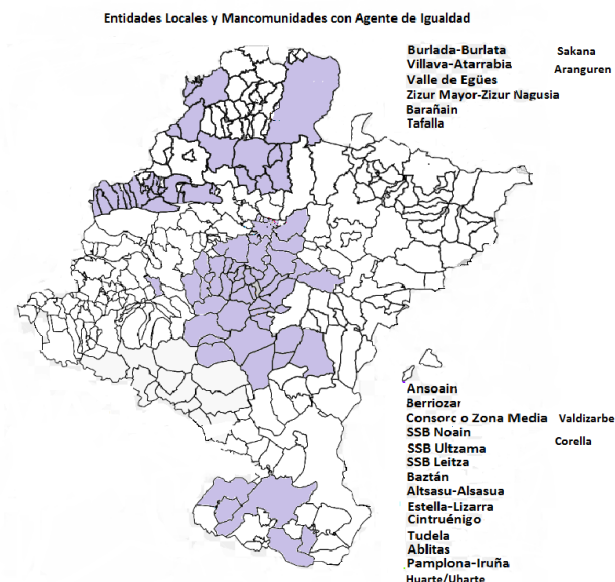 Entidades Locales y Mancomunidades con Agente de Igualdad
Burlada-Burlata
Villava-Atarrabia
Valle de Egües
Zizur Mayor-Zizur Nagusia
Barañain
Tafalla
Sakana
Aranguren
Ansoain
Berriozar
Consorc o Zona Media
SSB Noain
SSB Ultzama
SSB Leitza
Baztán
Altsasu-Alsasua
Estella-Lizarra
Cintruénigo
Tudela
Ablitas
Pamplona-Iruña
Huarte/Uharte
Valdizarbe
Corella